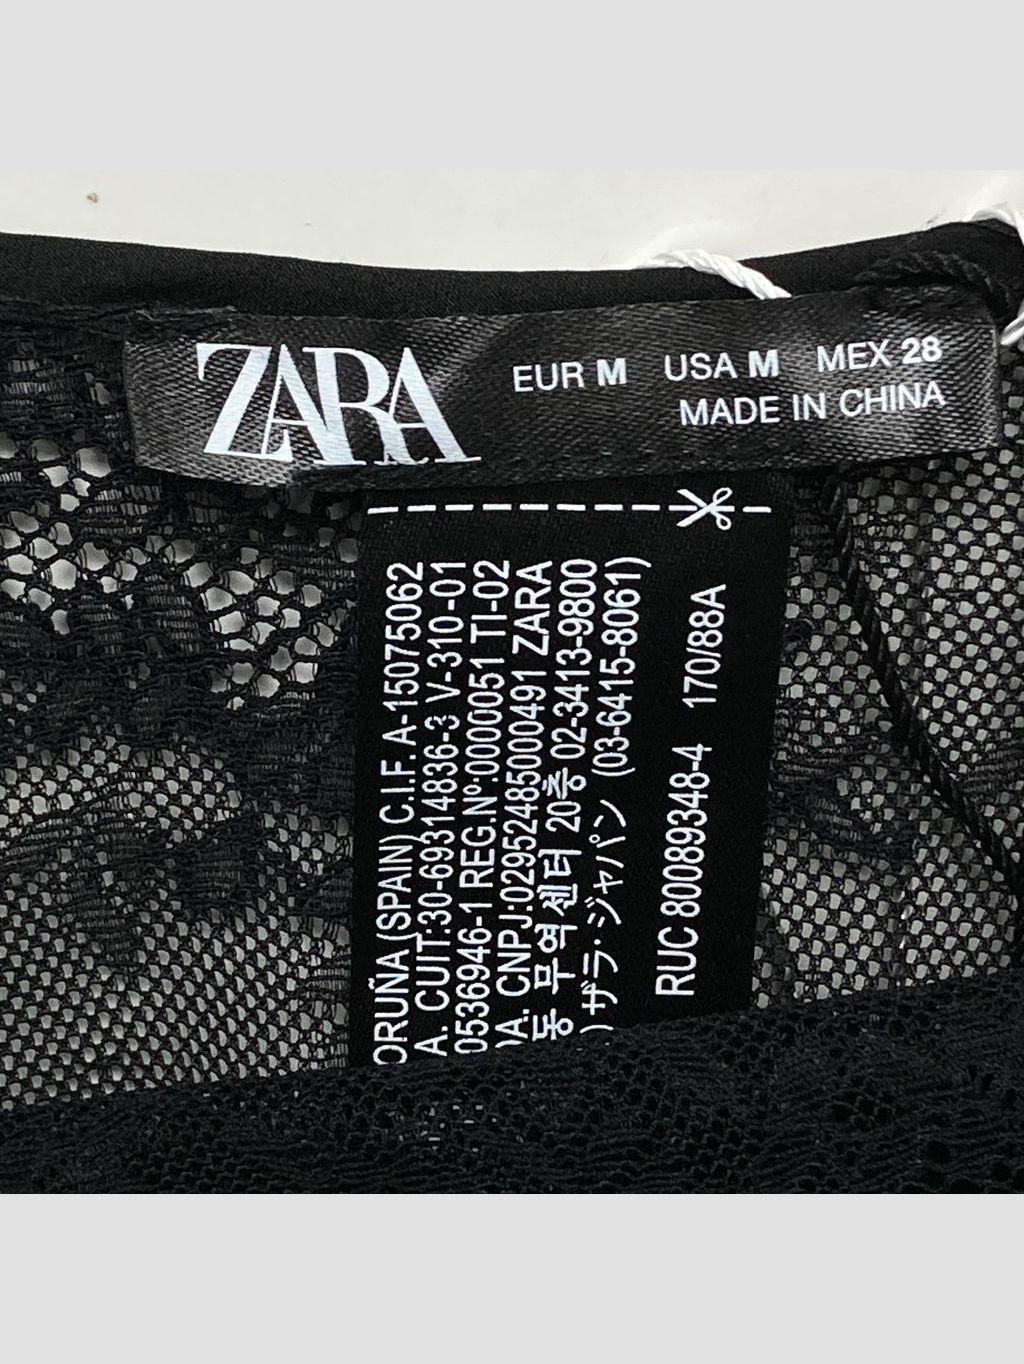 ZARA
EUR M USA M MEX 28
MADE IN CHINA
(SPAIN) C.I.F. A-15075062
A. CUIT:30-69314836-3 V-310-01
0536946-1 REG.Nº:0000051 TI-02
A. CNPJ:02952485000491 ZARA
동 무역센터 20층 02-3413-9800
) ザラ・ジャパン (03-6415-8061)
RUC 80089348-4 170/88A